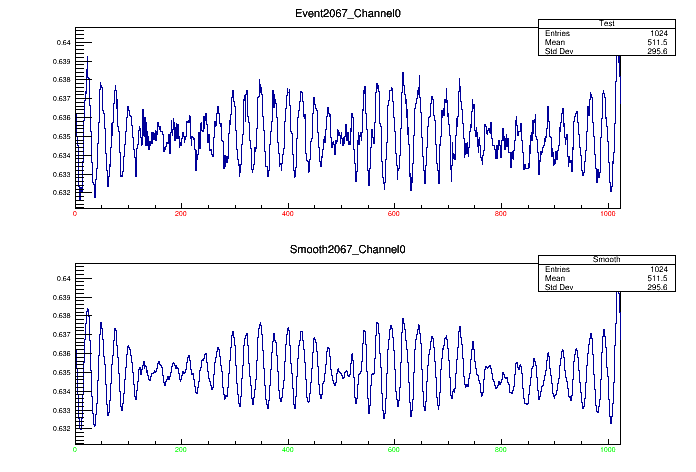 Event2067_Channel0
Test
Entries 1024
Mean 511.5
Std Dev 295.6
0.64
0.639
0.638
0.637
0.636
0.635
0.634
0.633
0.632
0 200 400 600 800 1000
Smooth2067_Channel0
Smooth
Entries 1024
Mean 511.5
Std Dev 295.6
0.64
0.639
0.638
0.637
0.636
0.635
0.634
0.633
0.632
0 200 400 600 800 1000